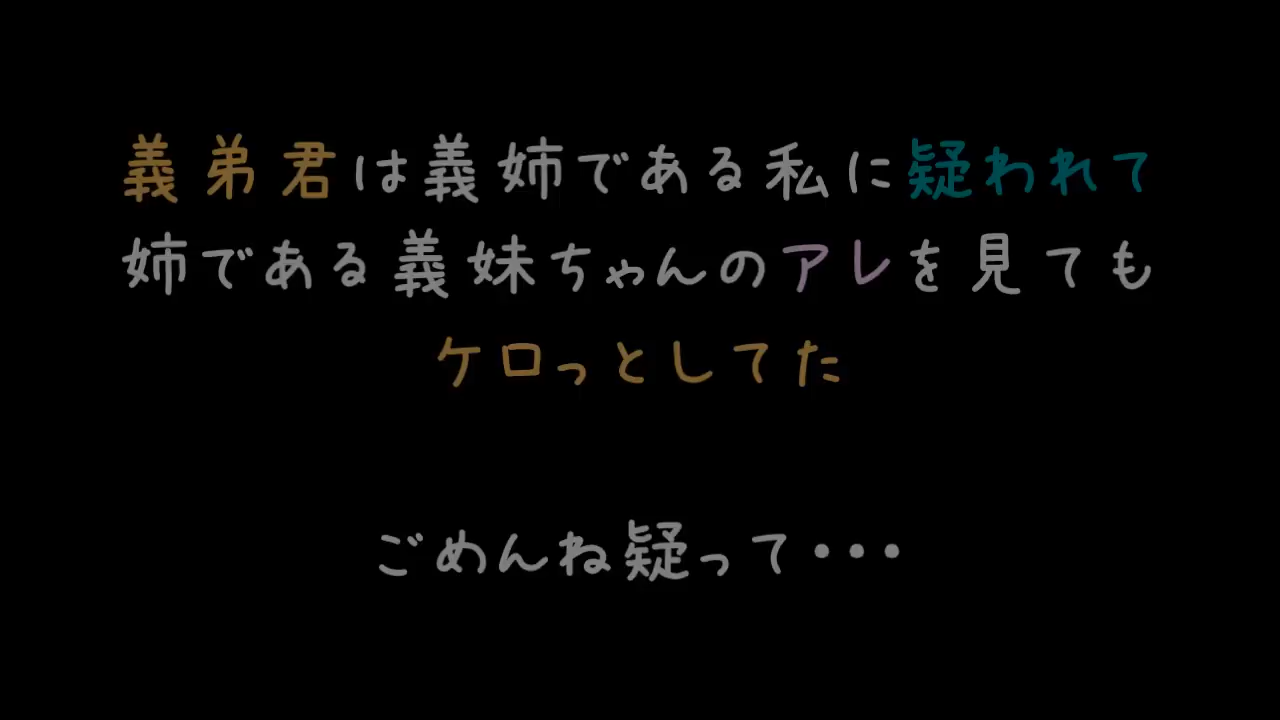 義弟君は義姉である私に疑われて
姉である義妹ちゃんのアレを見ても
ケロっとしてた
ごめんね疑って・・・